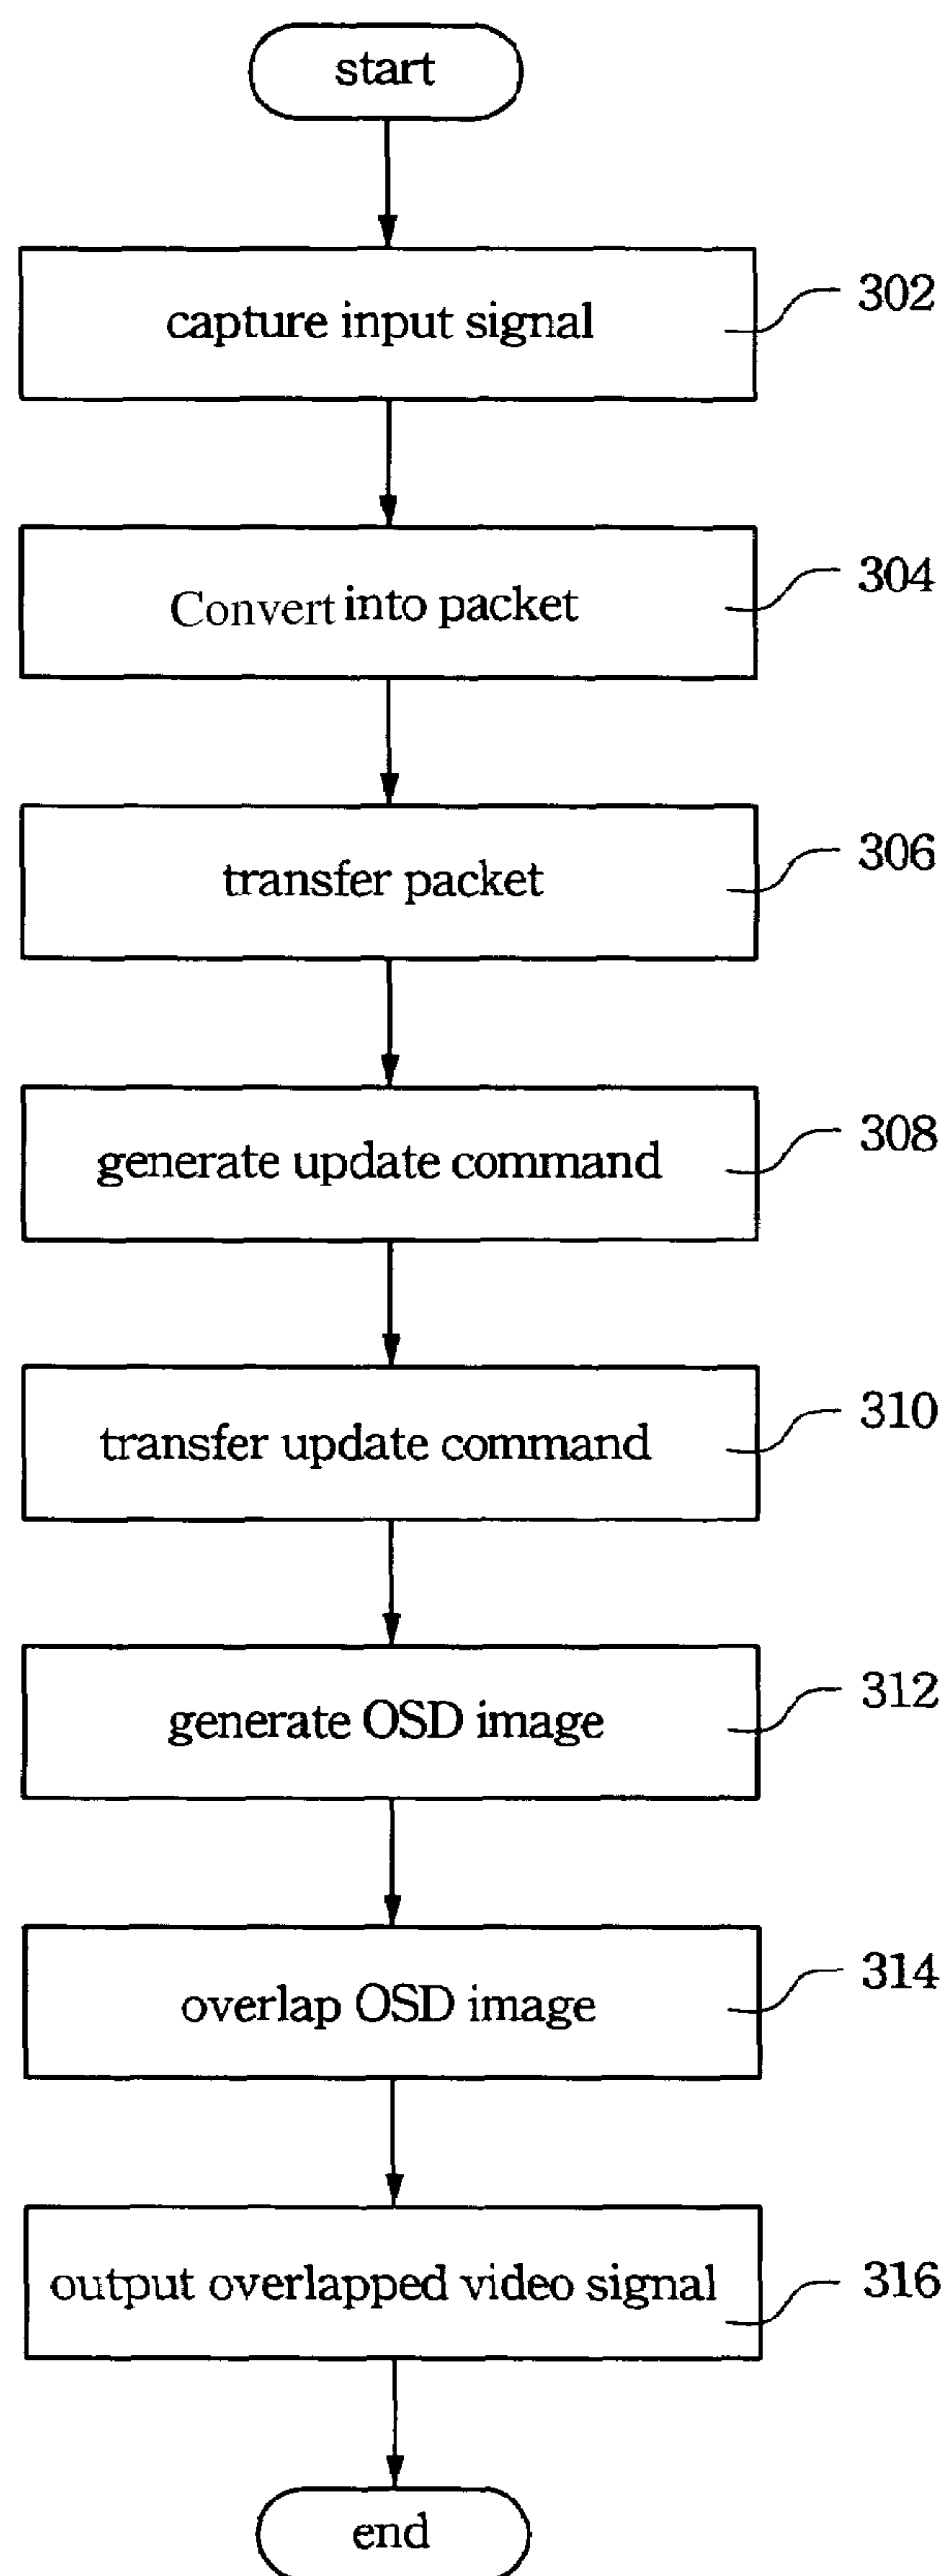 start
capture input signal
302
Convert into packet
304
transfer packet
306
generate update command
308
transfer update command
310
generate OSD image
312
overlap OSD image
314
output overlapped video signal
316
end